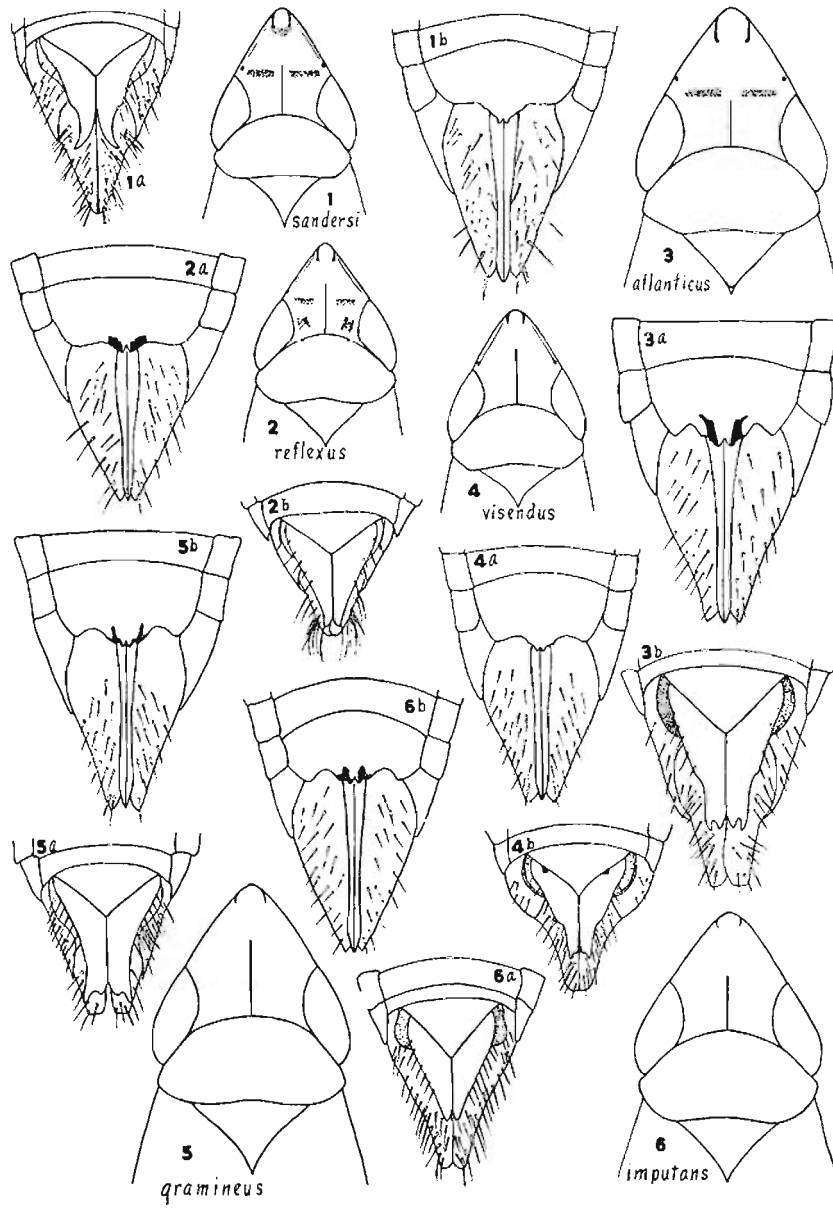 1a
1
sandersi
1b
3
atlanticus
2a
2
reflexus
3a
4
visendus
2b
5b
4a
3b
6b
5a
4b
6a
5
gramineus
6
imputans